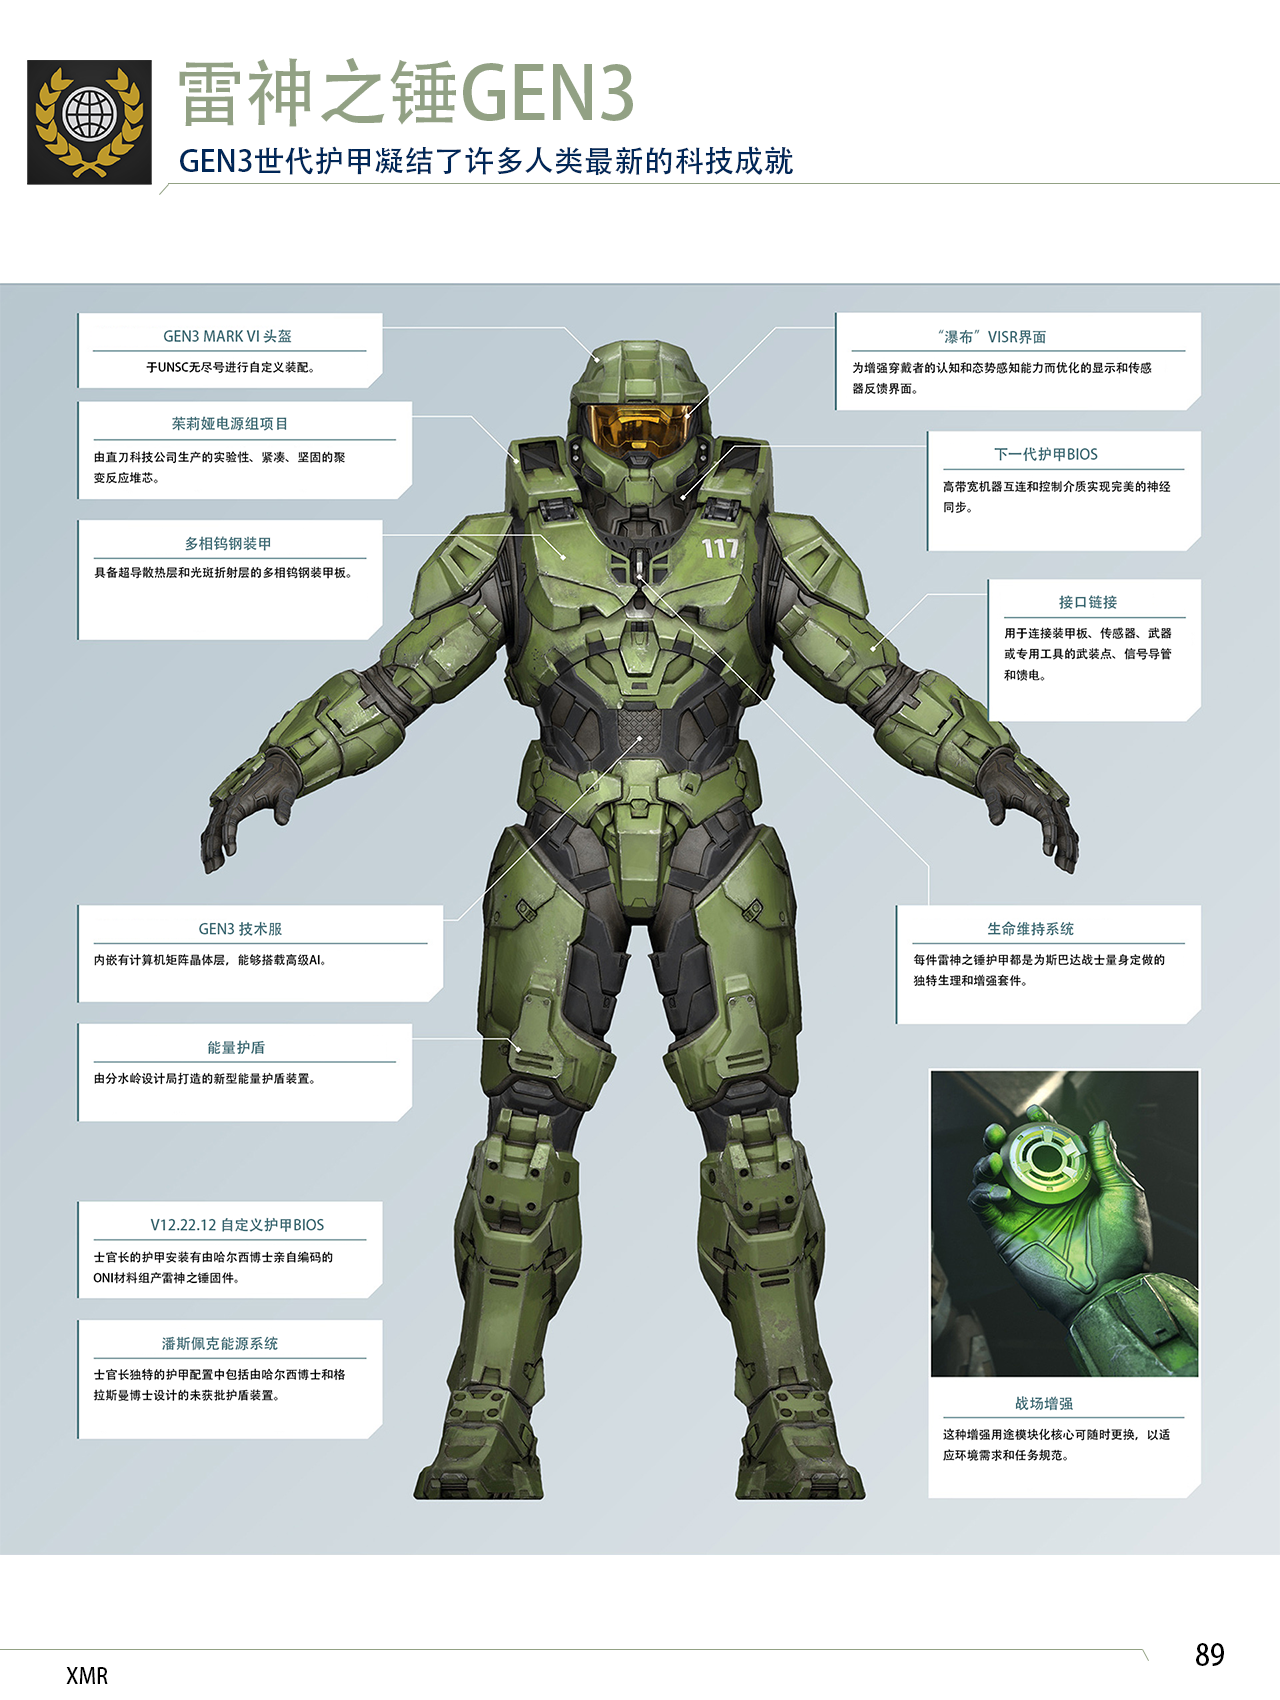 雷神之锤GEN3
GEN3世代护甲凝结了许多人类最新的科技成就
GEN3 MARK VI 头盔
于UNSC无尽号进行自定义装配。
茱莉娅电源组项目
由直刀科技公司生产的实验性、紧凑、坚固的聚
变反应堆芯。
多相钨钢装甲
具备超导散热层和光斑折射层的多相钨钢装甲板。
“瀑布”VISR界面
为增强穿戴者的认知和态势感知能力而优化的显示和传感
器反馈界面。
下一代护甲BIOS
高带宽机器互连和控制介质实现完美的神经
同步。
接口链接
用于连接装甲板、传感器、武器
或专用工具的武装点、信号导管
和馈电。
117
GEN3 技术服
内嵌有计算机矩阵晶体层，能够搭载高级AI。
能量护盾
由分水岭设计局打造的新型能量护盾装置。
生命维持系统
每件雷神之锤护甲都是为斯巴达战士量身定做的
独特生理和增强套件。
V12.22.12 自定义护甲BIOS
士官长的护甲安装有由哈尔西博士亲自编码的
ONI材料组产雷神之锤固件。
潘斯佩克能源系统
士官长独特的护甲配置中包括由哈尔西博士和格
拉斯曼博士设计的未获批护盾装置。
战场增强
这种增强用途模块化核心可随时更换，以适
应环境需求和任务规范。
89
XMR